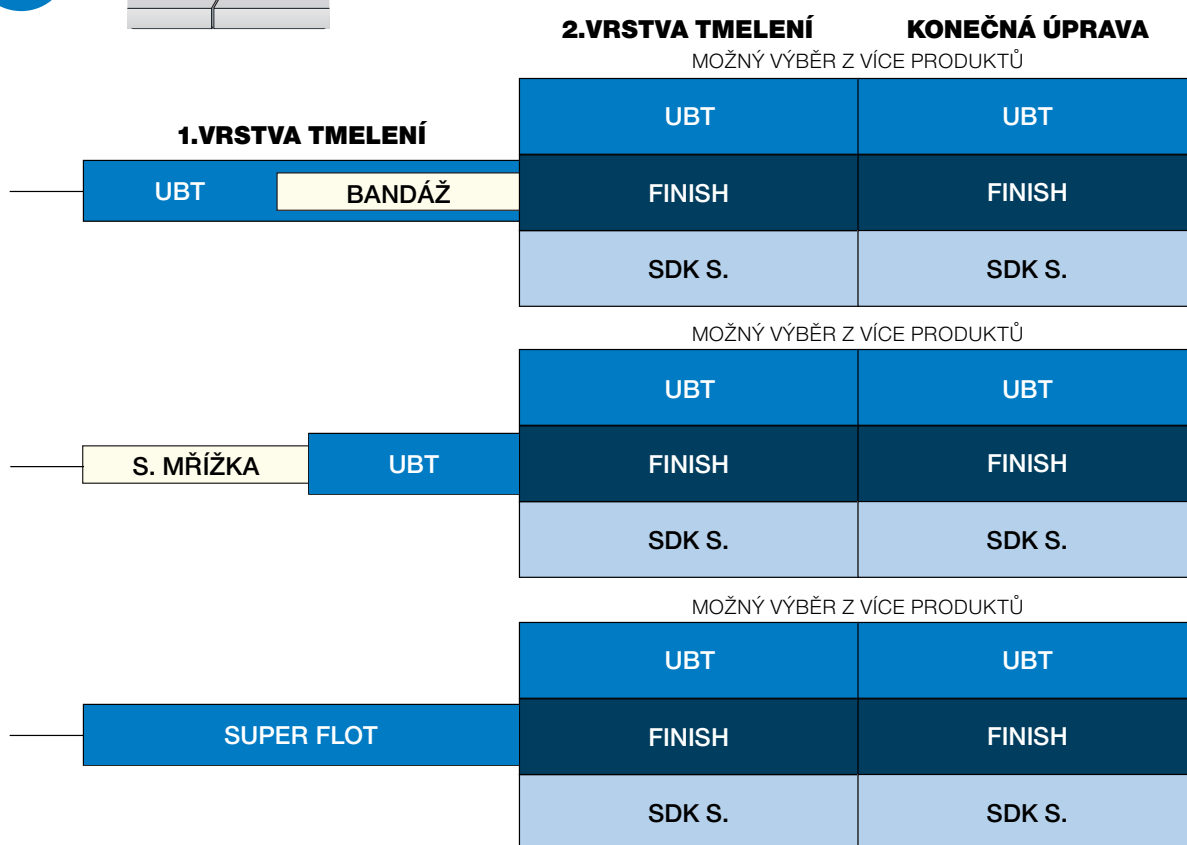 2.VRSTVA TMELENÍ KONEČNÁ ÚPRAVA
MOŽNÝ VÝBĚR Z VÍCE PRODUKTŮ
1.VRSTVA TMELENÍ
UBT UBT
UBT BANDÁŽ FINISH FINISH
SDK S. SDK S.
MOŽNÝ VÝBĚR Z VÍCE PRODUKTŮ
UBT UBT
S. MŘÍŽKA UBT FINISH FINISH
SDK S. SDK S.
MOŽNÝ VÝBĚR Z VÍCE PRODUKTŮ
UBT UBT
SUPER FLOT FINISH FINISH
SDK S. SDK S.